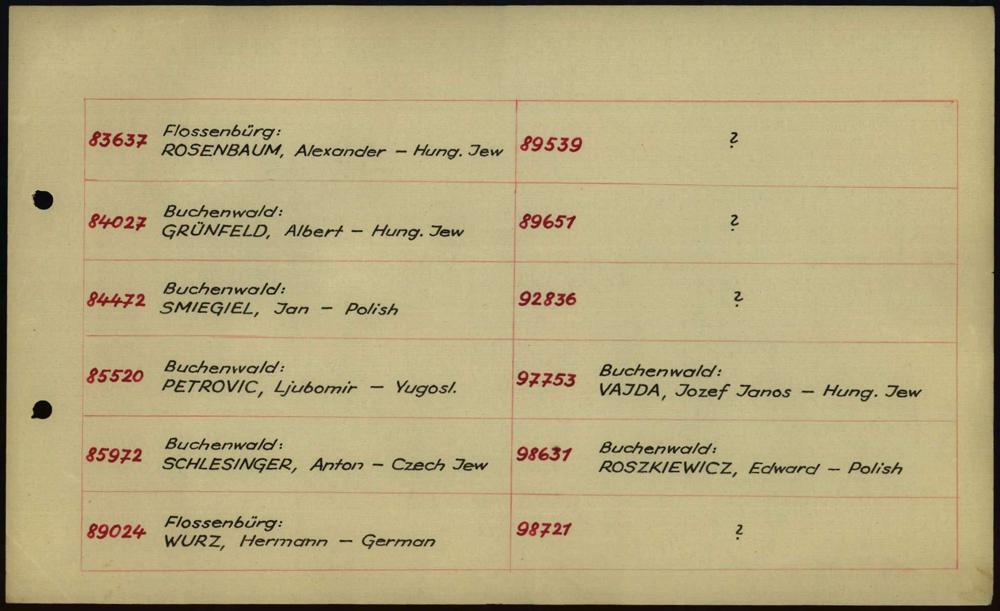 83637 Flossenbürg:
ROSENBAUM, Alexander – Hung. Jew
84027 Buchenwald:
GRÜNFELD, Albert – Hung. Jew
84472 Buchenwald:
SMIEGIEL, Jan – Polish
85520 Buchenwald:
PETROVIC, Ljubomir – Yugosl.
85972 Buchenwald:
SCHLESINGER, Anton – Czech Jew
89024 Flossenbürg:
WURZ, Hermann – German
89539 ?
89651 ?
92836 ?
97753 Buchenwald:
VAJDA, Jozef Janos – Hung. Jew
98631 Buchenwald:
ROSZKIEWICZ, Edward – Polish
98721 ?